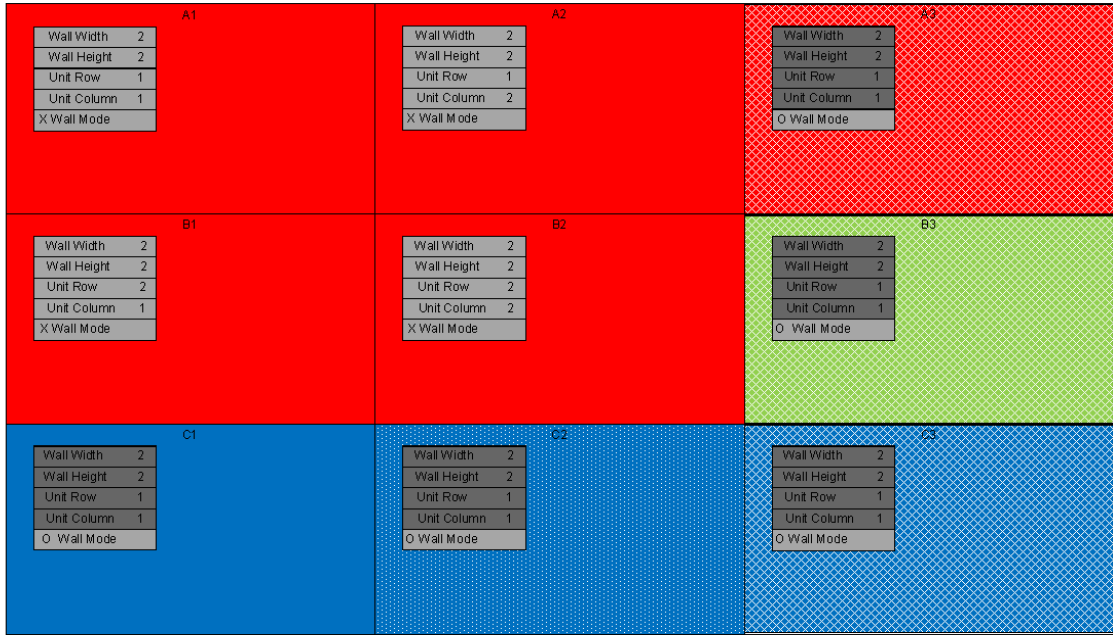 A1
Wall Width 2
Wall Height 2
Unit Row 1
Unit Column 1
X Wall Mode
A2
Wall Width 2
Wall Height 2
Unit Row 1
Unit Column 2
X Wall Mode
A3
Wall Width 2
Wall Height 2
Unit Row 1
Unit Column 1
O Wall Mode
B1
Wall Width 2
Wall Height 2
Unit Row 2
Unit Column 1
X Wall Mode
B2
Wall Width 2
Wall Height 2
Unit Row 2
Unit Column 2
X Wall Mode
B3
Wall Width 2
Wall Height 2
Unit Row 1
Unit Column 1
O Wall Mode
C1
Wall Width 2
Wall Height 2
Unit Row 1
Unit Column 1
O Wall Mode
C2
Wall Width 2
Wall Height 2
Unit Row 1
Unit Column 1
O Wall Mode
C3
Wall Width 2
Wall Height 2
Unit Row 1
Unit Column 1
O Wall Mode